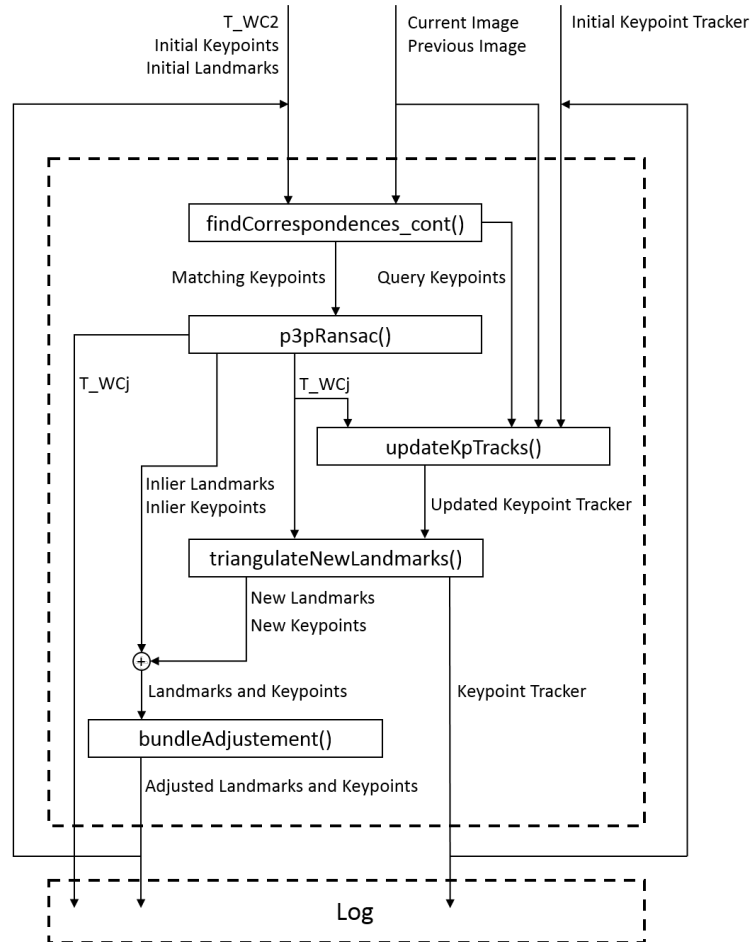 T_WC2
Initial Keypoints
Initial Landmarks
Current Image
Previous Image
Initial Keypoint Tracker
findCorrespondences_cont()
Matching Keypoints
Query Keypoints
p3pRansac()
T_WCj
T_WCj
updateKpTracks()
Inlier Landmarks
Inlier Keypoints
Updated Keypoint Tracker
triangulateNewLandmarks()
New Landmarks
New Keypoints
+
Landmarks and Keypoints
Keypoint Tracker
bundleAdjustement()
Adjusted Landmarks and Keypoints
Log